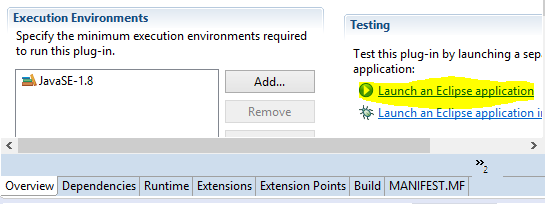 Execution Environments
Specify the minimum execution environments required
to run this plug-in.
JavaSE-1.8
Add...
Remove
Testing
Test this plug-in by launching a sep
application:
Launch an Eclipse application
Launch an Eclipse application in
»2
Overview Dependencies Runtime Extensions Extension Points Build MANIFEST.MF